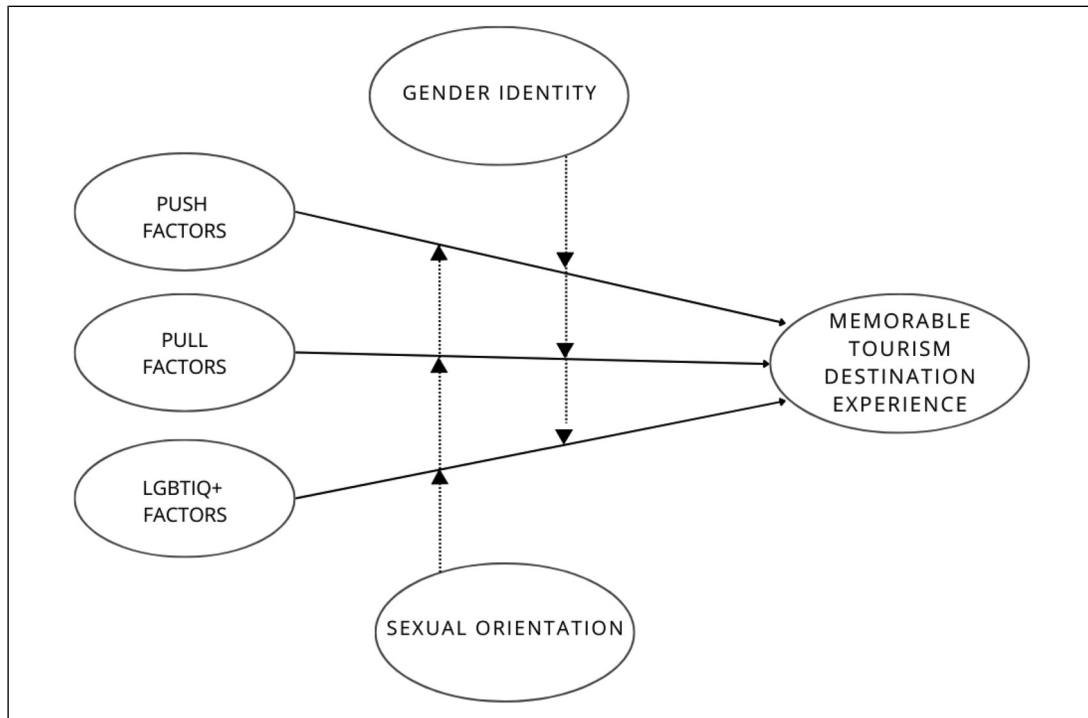 GENDER IDENTITY
PUSH
FACTORS
PULL
FACTORS
LGBTIQ+
FACTORS
MEMORABLE
TOURISM
DESTINATION
EXPERIENCE
SEXUAL ORIENTATION